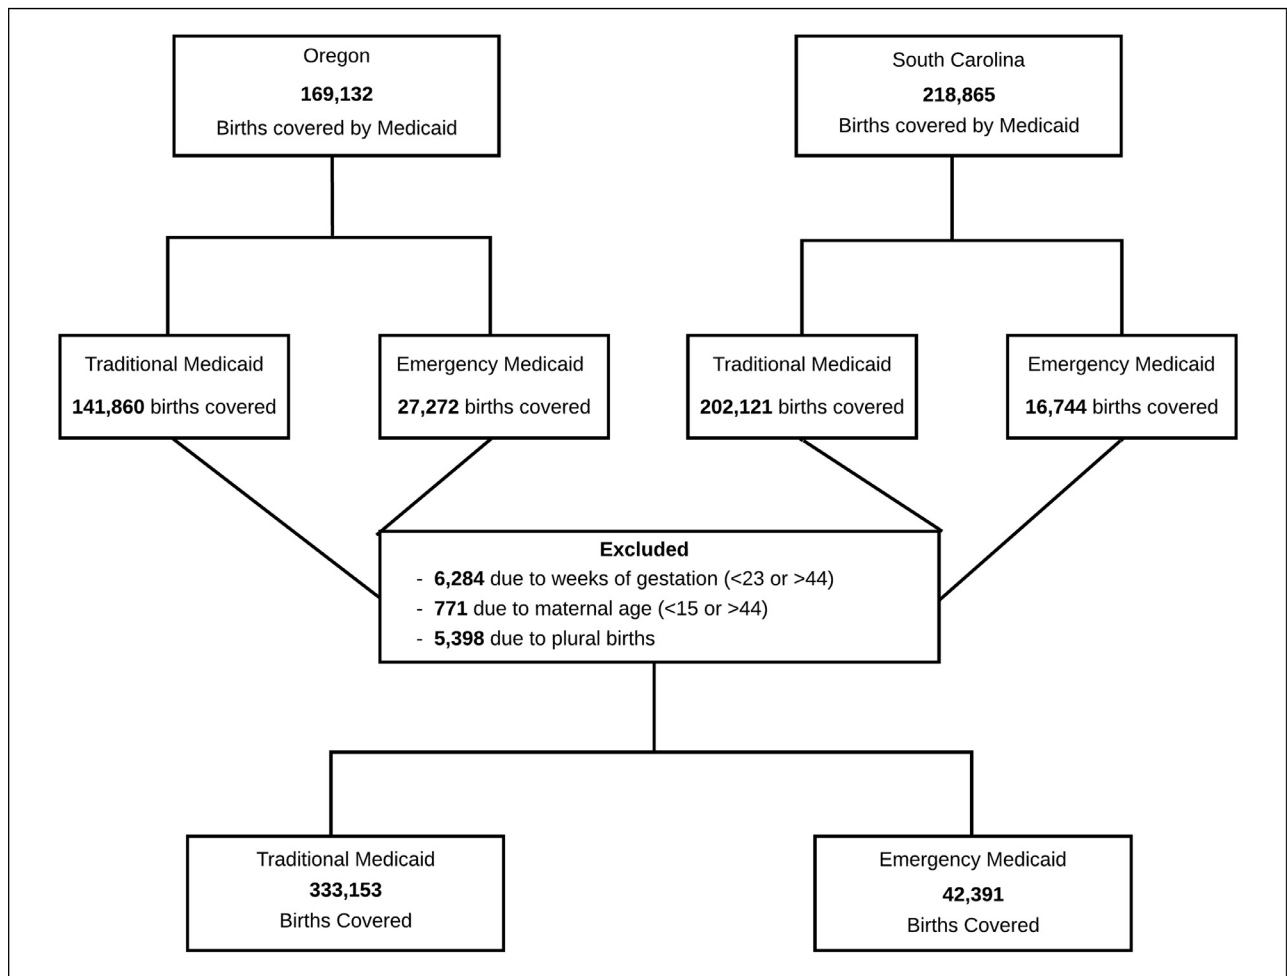 Oregon
169,132
Births covered by Medicaid
South Carolina
218,865
Births covered by Medicaid
Traditional Medicaid
141,860 births covered
Emergency Medicaid
27,272 births covered
Traditional Medicaid
202,121 births covered
Emergency Medicaid
16,744 births covered
Excluded
- 6,284 due to weeks of gestation (<23 or >44)
- 771 due to maternal age (<15 or >44)
- 5,398 due to plural births
Traditional Medicaid
333,153
Births Covered
Emergency Medicaid
42,391
Births Covered